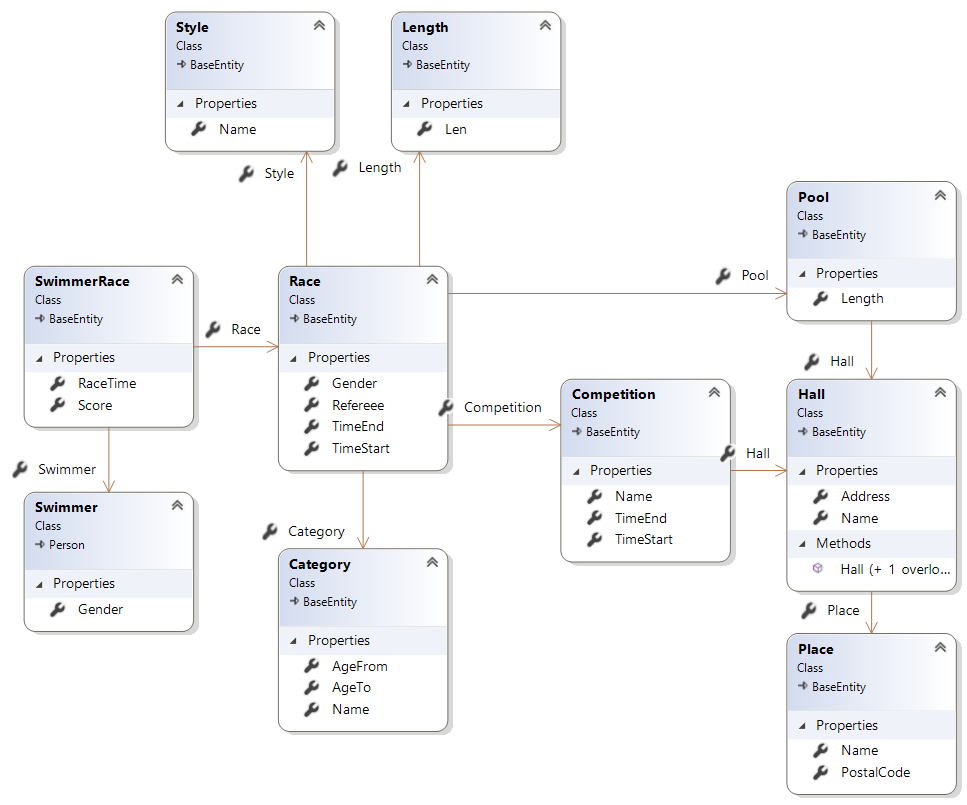 Style
Class
BaseEntity
Properties
Name
Length
Class
BaseEntity
Properties
Len
Style
Length
Pool
Class
BaseEntity
Properties
Length
SwimmerRace
Class
BaseEntity
Properties
RaceTime
Score
Race
Race
Class
BaseEntity
Properties
Gender
Refereee
TimeEnd
TimeStart
Pool
Hall
Competition
Competition
Class
BaseEntity
Properties
Name
TimeEnd
TimeStart
Hall
Hall
Class
BaseEntity
Properties
Address
Name
Methods
Hall (+ 1 overlo...
Swimmer
Swimmer
Class
Person
Properties
Gender
Category
Category
Class
BaseEntity
Properties
AgeFrom
AgeTo
Name
Place
Place
Class
BaseEntity
Properties
Name
PostalCode